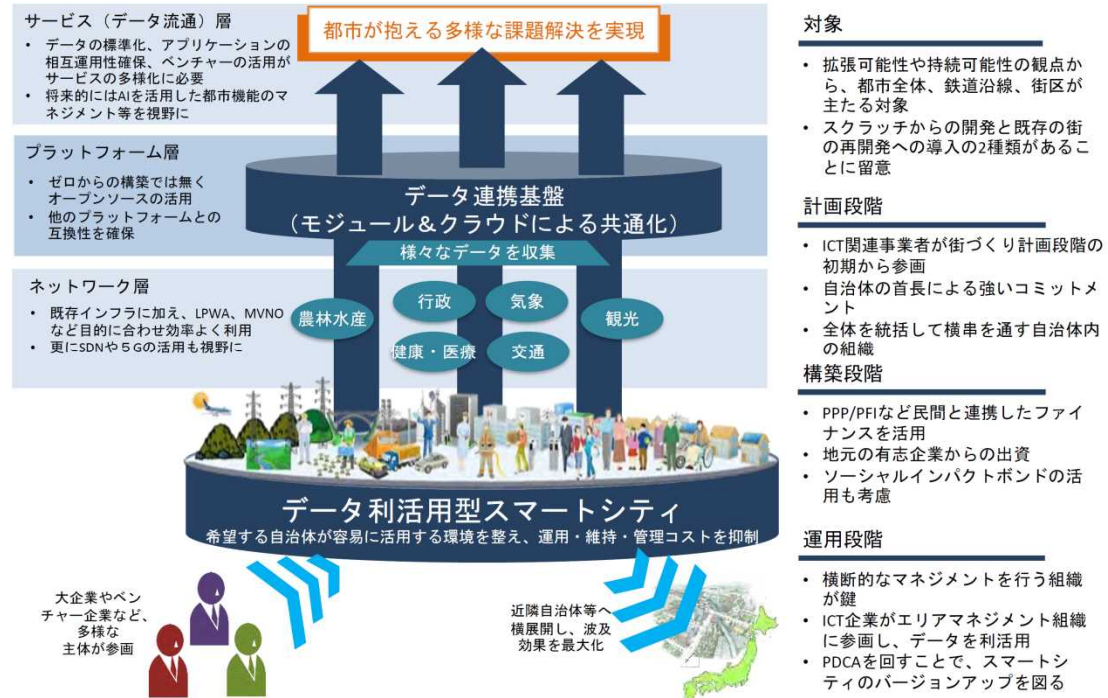 サービス（データ流通）層
• データの標準化、アプリケーションの
相互運用性確保、ベンチャーの活用が
サービスの多様化に必要
• 将来的にはAIを活用した都市機能のマ
ネジメント等を視野に
都市が抱える多様な課題解決を実現
プラットフォーム層
• ゼロからの構築では無く
オープンソースの活用
• 他のプラットフォームとの
互換性を確保
データ連携基盤
（モジュール＆クラウドによる共通化）
様々なデータを収集
ネットワーク層
• 既存インフラに加え、LPWA、MVNO
など目的に合わせ効率よく利用
• 更にSDNや５Gの活用も視野に
農林水産
行政
気象
観光
健康・医療
交通
データ利活用型スマートシティ
希望する自治体が容易に活用する環境を整え、運用・維持・管理コストを抑制
大企業やベン
チャー企業など、
多様な
主体が参画
近隣自治体等へ
横展開し、波及
効果を最大化
対象
• 拡張可能性や持続可能性の観点か
ら、都市全体、鉄道沿線、街区が
主たる対象
• スクラッチからの開発と既存の街
の再開発への導入の2種類があるこ
とに留意
計画段階
• ICT関連事業者が街づくり計画段階の
初期から参画
• 自治体の首長による強いコミットメ
ント
• 全体を統括して横串を通す自治体内
の組織
構築段階
• PPP/PFIなど民間と連携したファイ
ナンスを活用
• 地元の有志企業からの出資
• ソーシャルインパクトボンドの活
用も考慮
運用段階
• 横断的なマネジメントを行う組織
が鍵
• ICT企業がエリアマネジメント組織
に参画し、データを利活用
• PDCAを回すことで、スマートシ
ティのバージョンアップを図る